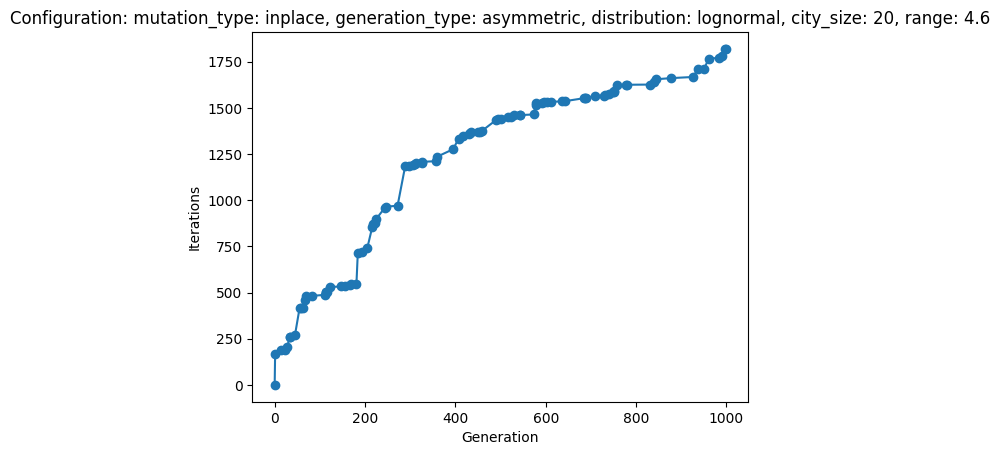 Configuration: mutation_type: inplace, generation_type: asymmetric, distribution: lognormal, city_size: 20, range: 4.6
1750
1500
1250
1000
750
500
250
0
Iterations
0 200 400 600 800 1000
Generation